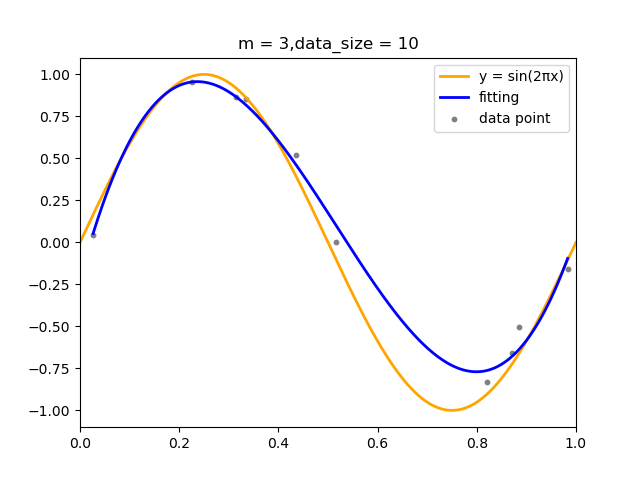 m = 3,data_size = 10
1.00
0.75
0.50
0.25
0.00
−0.25
−0.50
−0.75
−1.00
0.0 0.2 0.4 0.6 0.8 1.0
y = sin(2πx)
fitting
data point